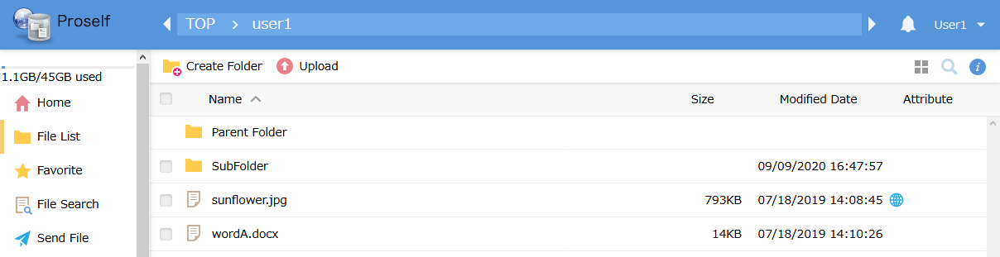 Proself
TOP > user1
User1
1.1GB/45GB used
Home
File List
Favorite
File Search
Send File
Create Folder
Upload
Name Size Modified Date Attribute
Parent Folder
SubFolder 09/09/2020 16:47:57
sunflower.jpg 793KB 07/18/2019 14:08:45
wordA.docx 14KB 07/18/2019 14:10:26